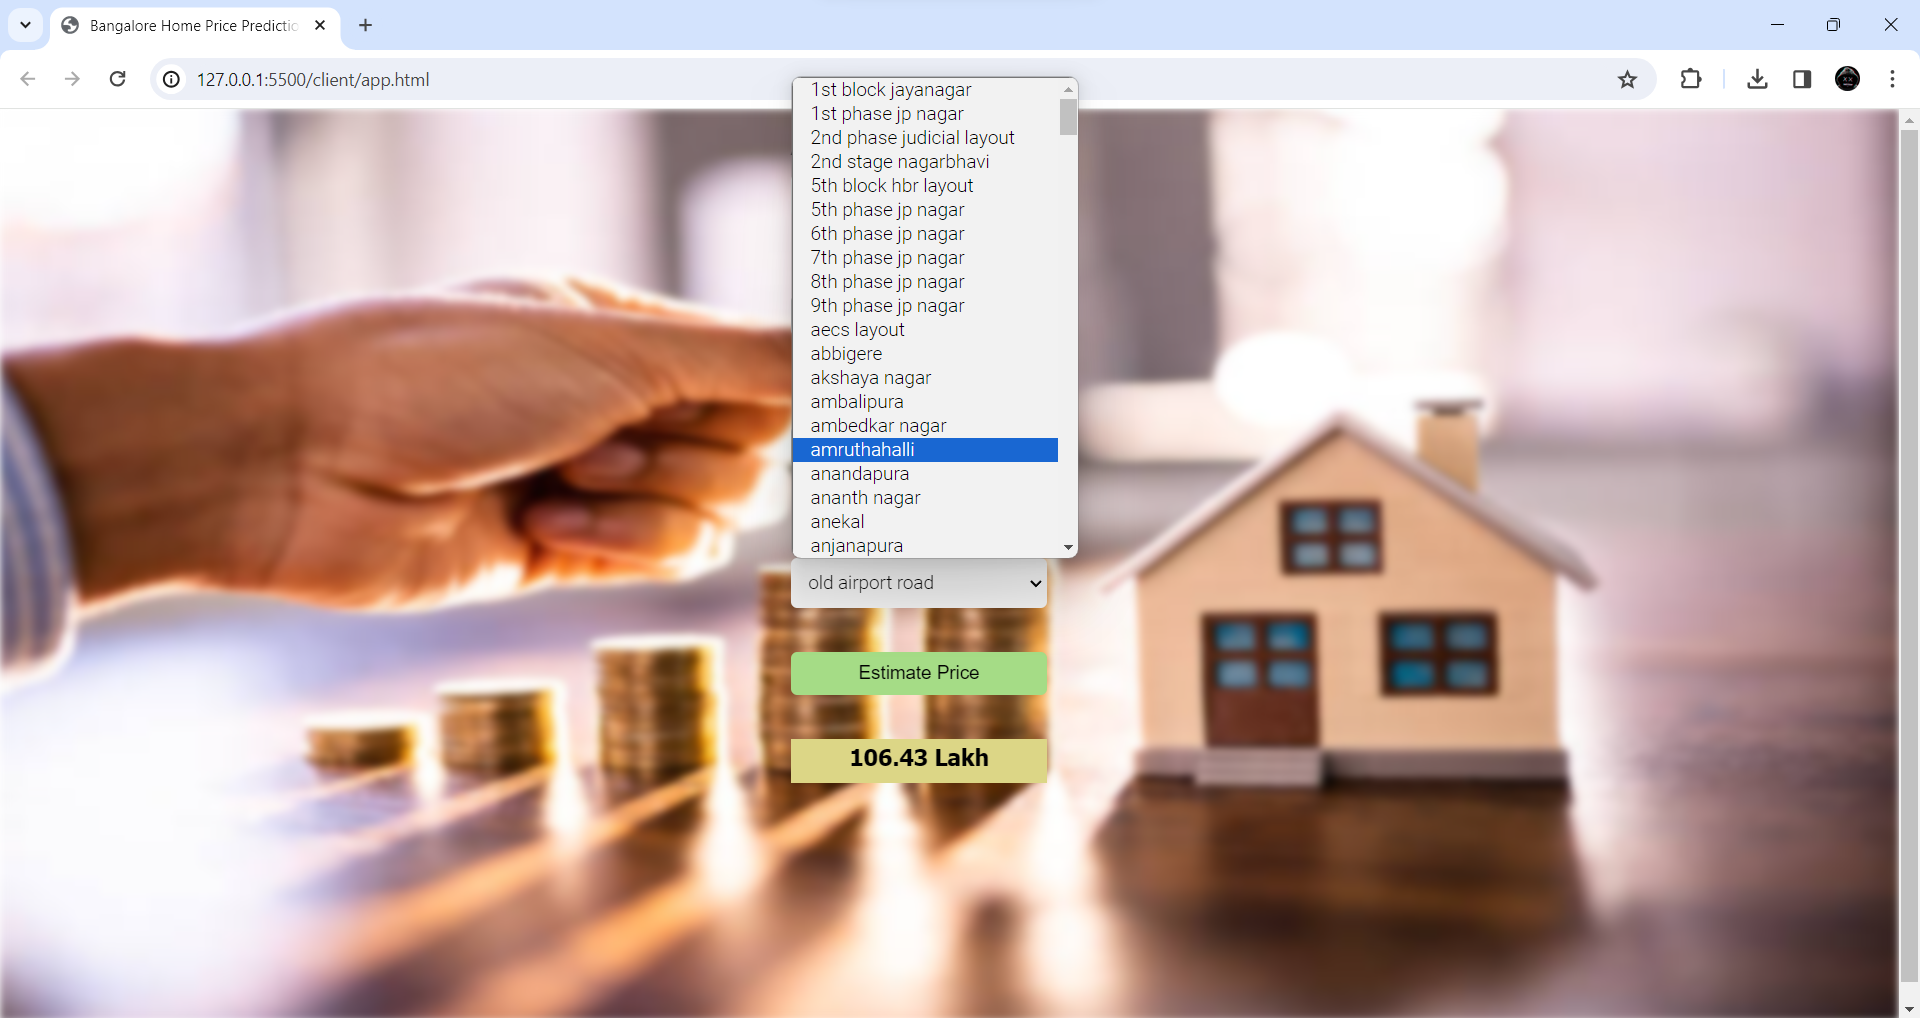 Bangalore Home Price Predictio
127.0.0.1:5500/client/app.html
1st block jayanagar
1st phase jp nagar
2nd phase judicial layout
2nd stage nagarbhavi
5th block hbr layout
5th phase jp nagar
6th phase jp nagar
7th phase jp nagar
8th phase jp nagar
9th phase jp nagar
aecs layout
abbigere
akshaya nagar
ambalipura
ambedkar nagar
amruthahalli
anandapura
ananth nagar
anekal
anjanapura
old airport road
Estimate Price
106.43 Lakh